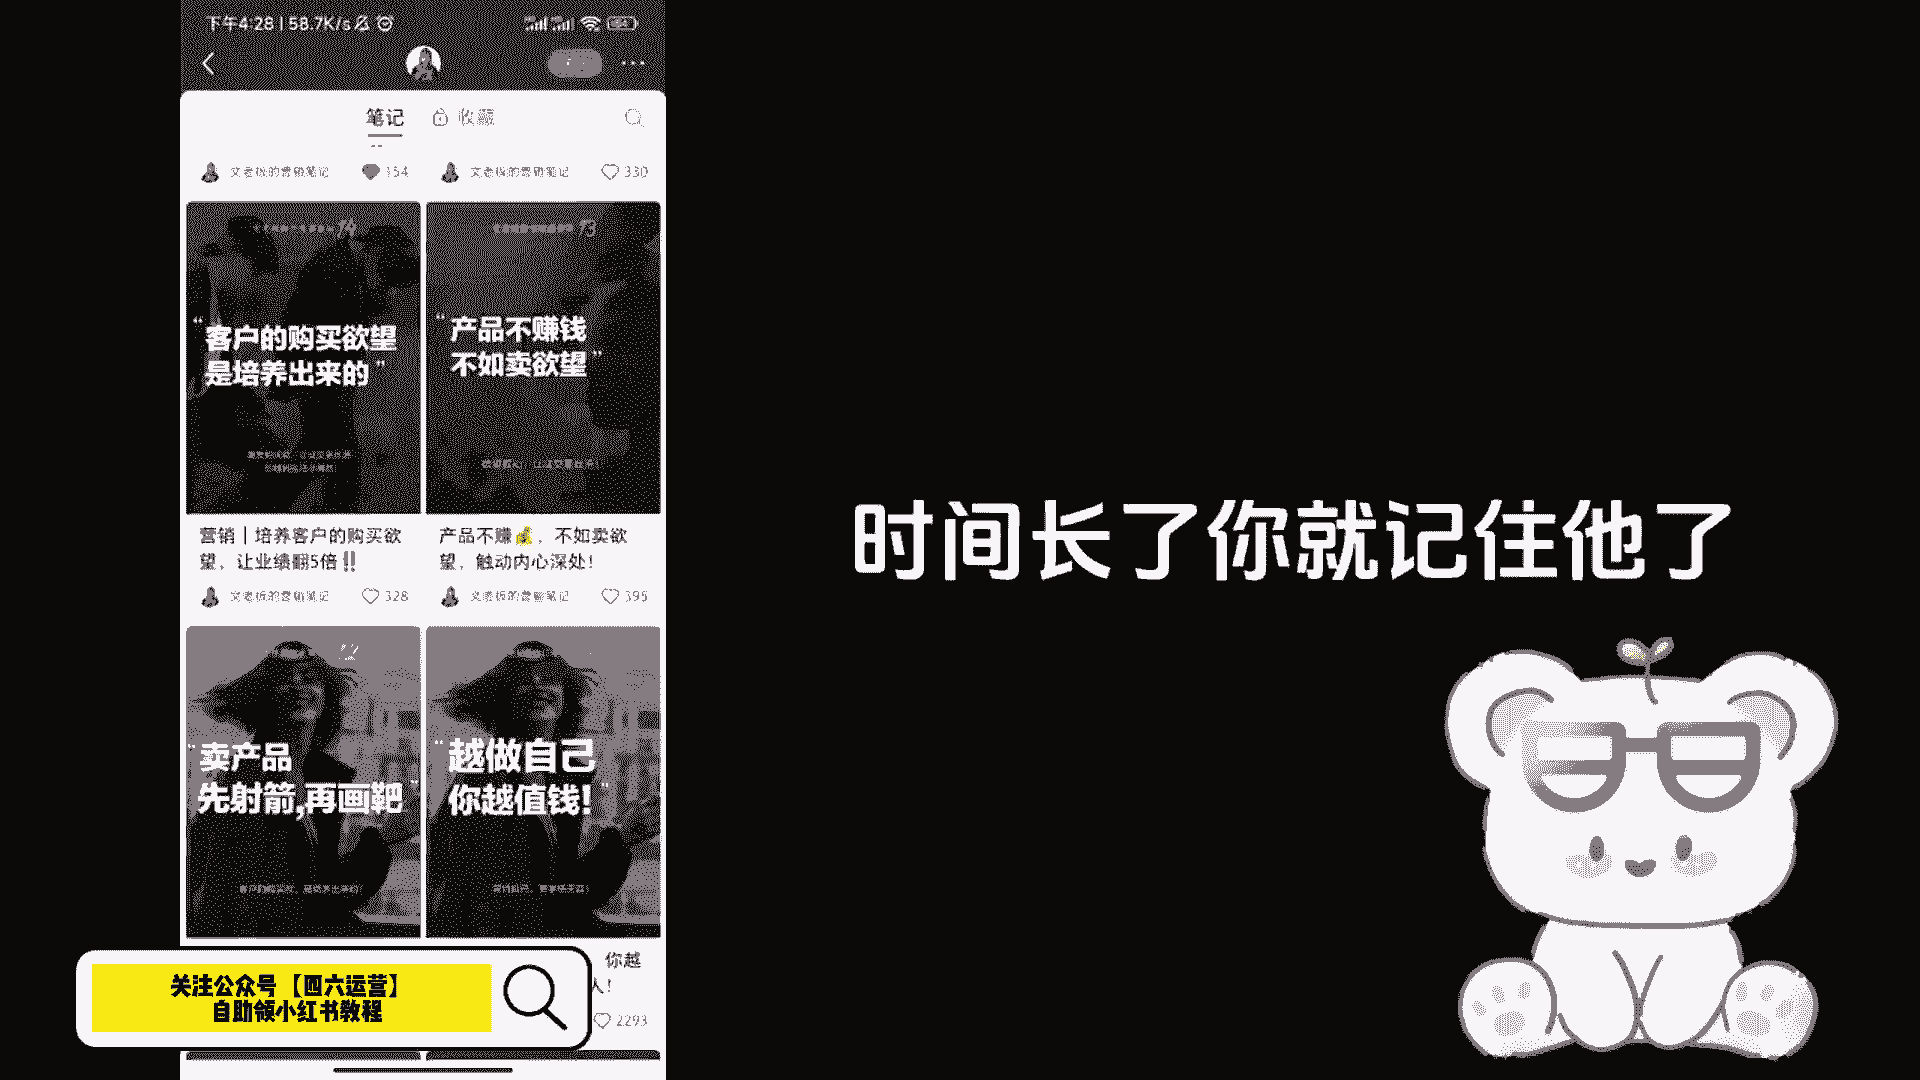 下午4:28 | 58.7K/s
笔记 收藏
文老板的营销笔记 154
文老板的营销笔记 330
14
13
“客户的购买欲望
是培养出来的”
“产品不赚钱
不如卖欲望”
营销｜培养客户的购买欲
望，让业绩翻5倍‼️
产品不赚💰，不如卖欲
望，触动内心深处！
文老板的营销笔记 328
文老板的营销笔记 395
12
“卖产品
先射箭,再画靶”
“越做自己
你越值钱!”
你越
人！
2293
关注公众号【四六运营】
自助领小红书教程
时间长了你就记住他了